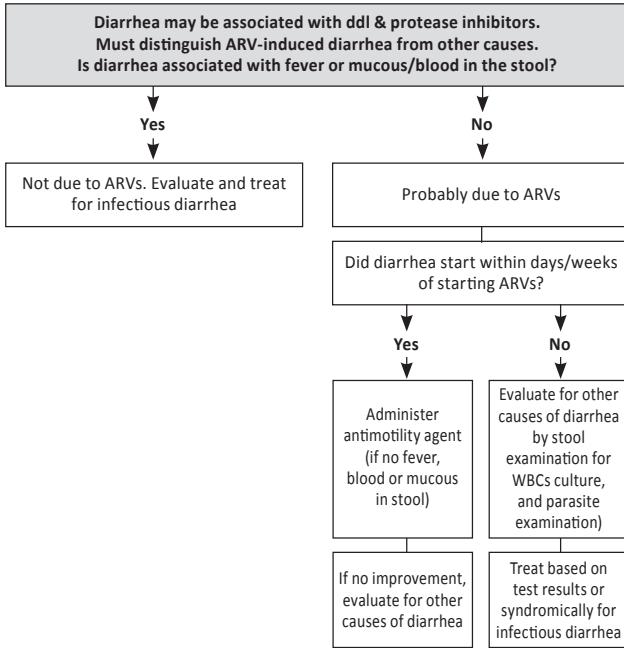 Diarrhea may be associated with ddl & protease inhibitors.
Must distinguish ARV-induced diarrhea from other causes.
Is diarrhea associated with fever or mucous/blood in the stool?
Yes
No
Not due to ARVs. Evaluate and treat
for infectious diarrhea
Probably due to ARVs
Did diarrhea start within days/weeks
of starting ARVs?
Yes
No
Administer
antimotility agent
(if no fever,
blood or mucous
in stool)
Evaluate for other
causes of diarrhea
by stool
examination for
WBCs culture,
and parasite
examination)
If no improvement,
evaluate for other
causes of diarrhea
Treat based on
test results or
syndromically for
infectious diarrhea